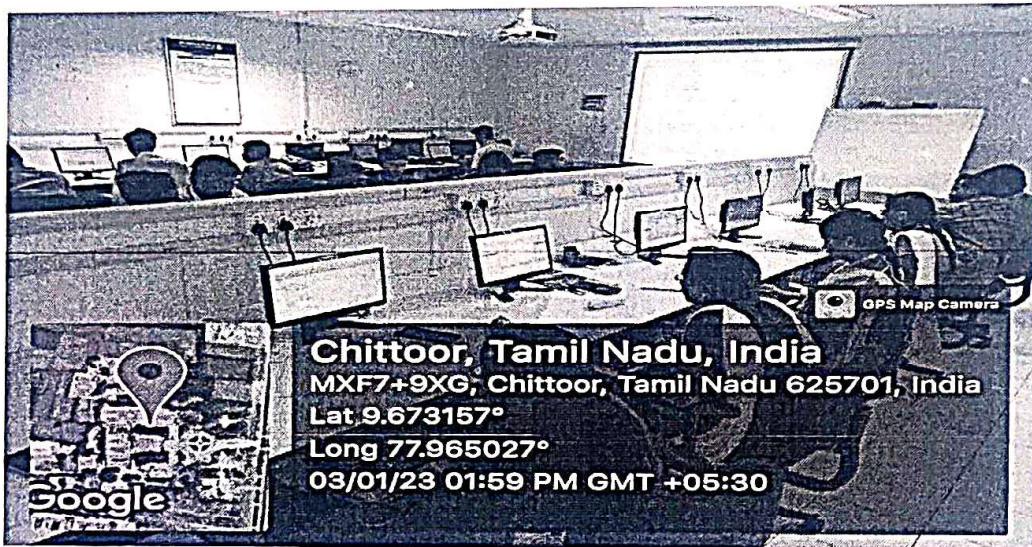 GPS Map Camera
Chittoor, Tamil Nadu, India
MXF7+9XG, Chittoor, Tamil Nadu 625701, India
Lat 9.673157°
Long 77.965027°
03/01/23 01:59 PM GMT +05:30
Google